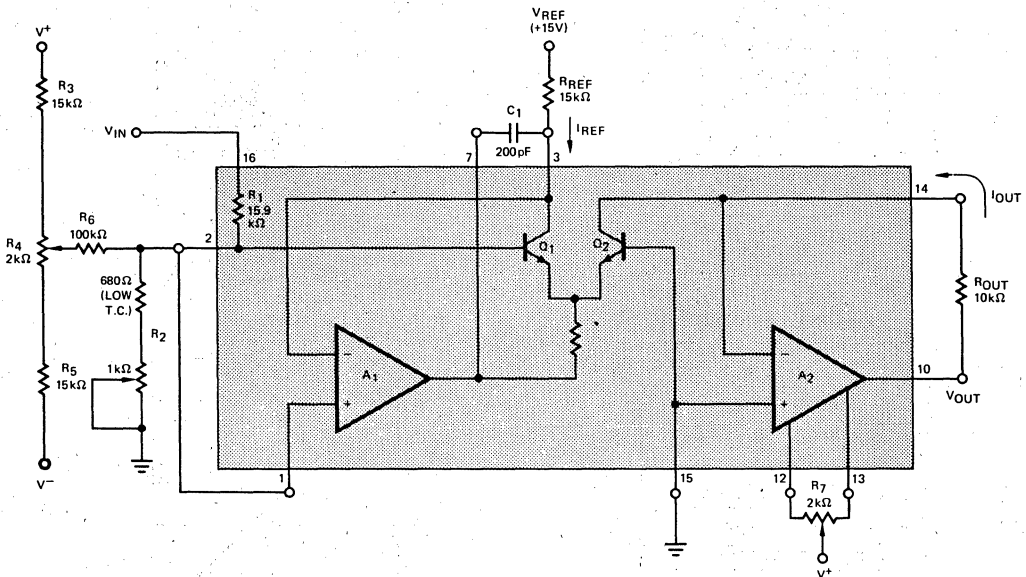 V+
R3
15kΩ
VIN
R4
2kΩ
R6
100kΩ
680Ω
(LOW
T.C.)
R2
1kΩ
R5
15kΩ
V−
VREF
(+15V)
RREF
15kΩ
C1
200pF
IREF
7
3
16
R1
15.9
kΩ
2
Q1
Q2
14
IOUT
ROUT
10kΩ
−
A1
+
−
A2
+
10
VOUT
1
15
12
13
R7
2kΩ
V+